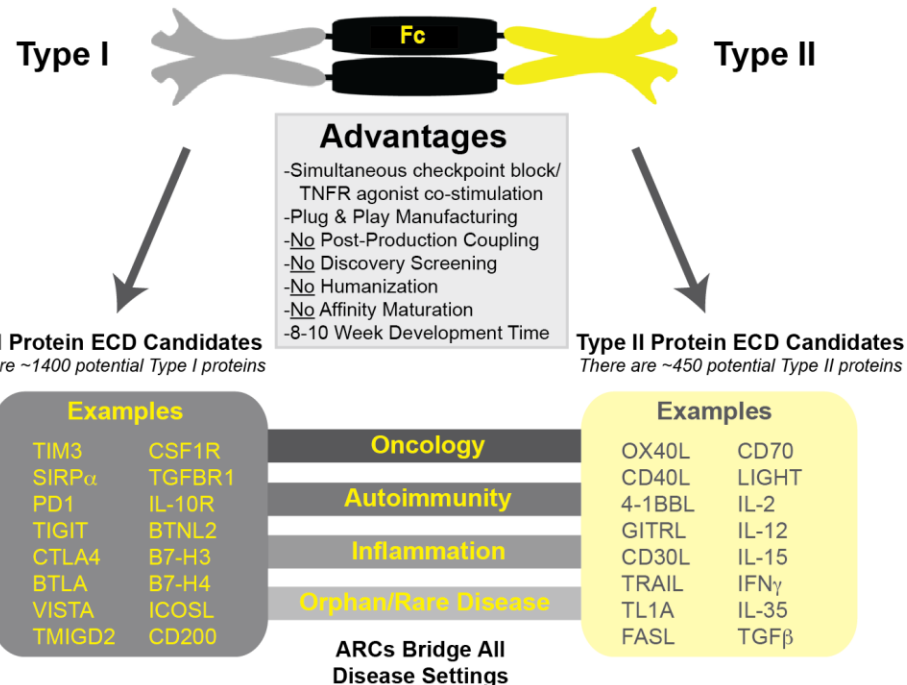 Type I
Fc
Type II
Advantages
-Simultaneous checkpoint block/
TNFR agonist co-stimulation
-Plug & Play Manufacturing
-No Post-Production Coupling
-No Discovery Screening
-No Humanization
-No Affinity Maturation
-8-10 Week Development Time
I Protein ECD Candidates
re ~1400 potential Type I proteins
Type II Protein ECD Candidates
There are ~450 potential Type II proteins
Examples
TIM3 CSF1R
SIRPα TGFBR1
PD1 IL-10R
TIGIT BTNL2
CTLA4 B7-H3
BTLA B7-H4
VISTA ICOSL
TMIGD2 CD200
Oncology
Autoimmunity
Inflammation
Orphan/Rare Disease
ARCs Bridge All
Disease Settings
Examples
OX40L CD70
CD40L LIGHT
4-1BBL IL-2
GITRL IL-12
CD30L IL-15
TRAIL IFNγ
TL1A IL-35
FASL TGFβ